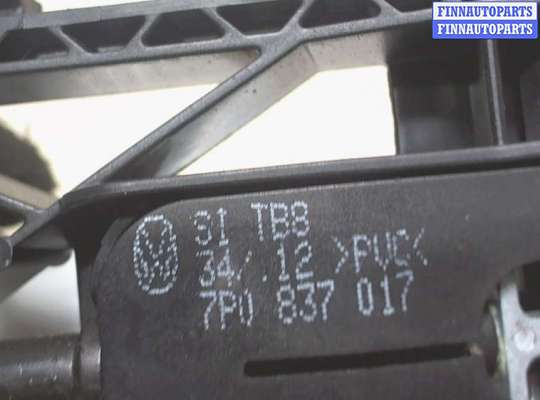 FINNAUTOPARTS
FINNAUTOPARTS
31 TB8
34/.12 >PVC<
7P0 837 017